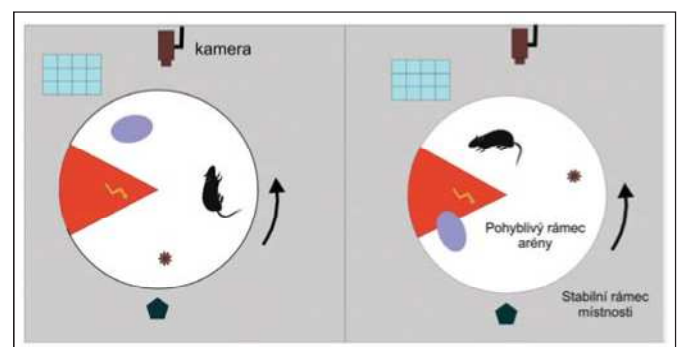 kamera
Pohyblivý rámec
arény
Stabilní rámec
místnosti